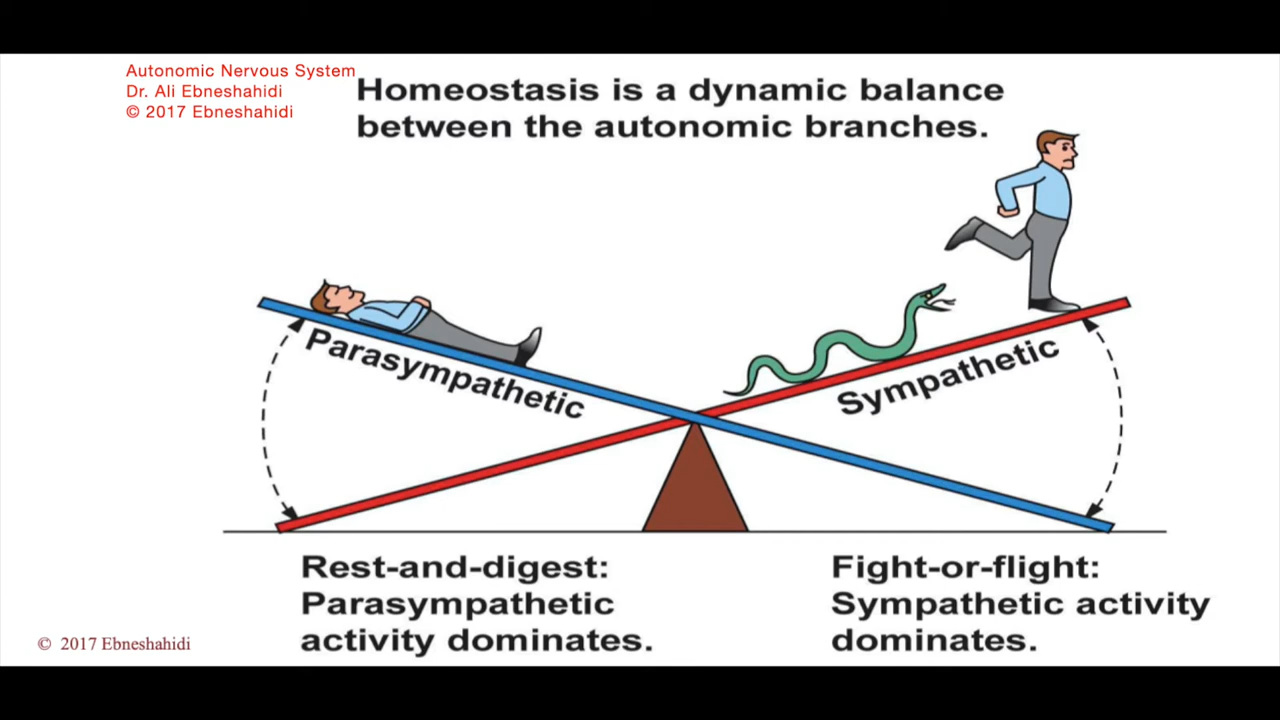 Autonomic Nervous System
Dr. Ali Ebneshahidi
© 2017 Ebneshahidi
Homeostasis is a dynamic balance
between the autonomic branches.
Parasympathetic
Sympathetic
Rest-and-digest:
Parasympathetic
activity dominates.
Fight-or-flight:
Sympathetic activity
dominates.
© 2017 Ebneshahidi